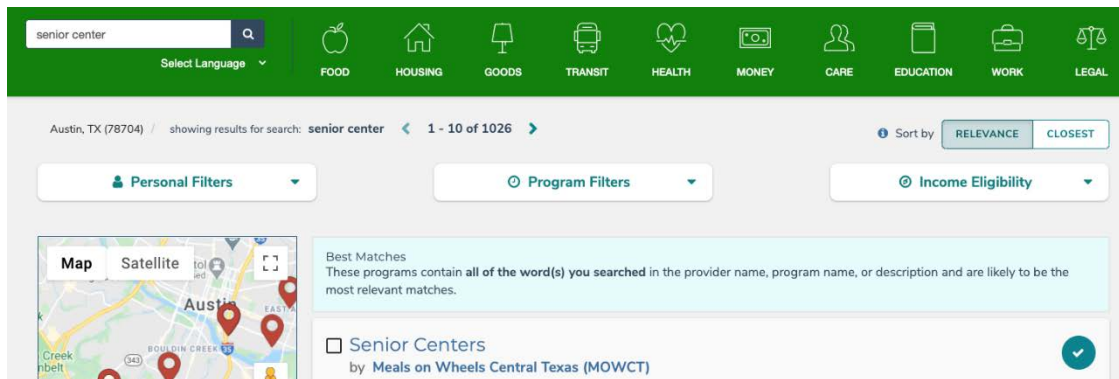 senior center
Select Language
FOOD
HOUSING
GOODS
TRANSIT
HEALTH
MONEY
CARE
EDUCATION
WORK
LEGAL
Austin, TX (78704) / showing results for search: senior center 1 - 10 of 1026
Sort by RELEVANCE CLOSEST
Personal Filters
Program Filters
Income Eligibility
Map Satellite
Austin
BOULDIN CREEK
343
35
Creek
Best Matches
These programs contain all of the word(s) you searched in the provider name, program name, or description and are likely to be the
most relevant matches.
Senior Centers
by Meals on Wheels Central Texas (MOWCT)